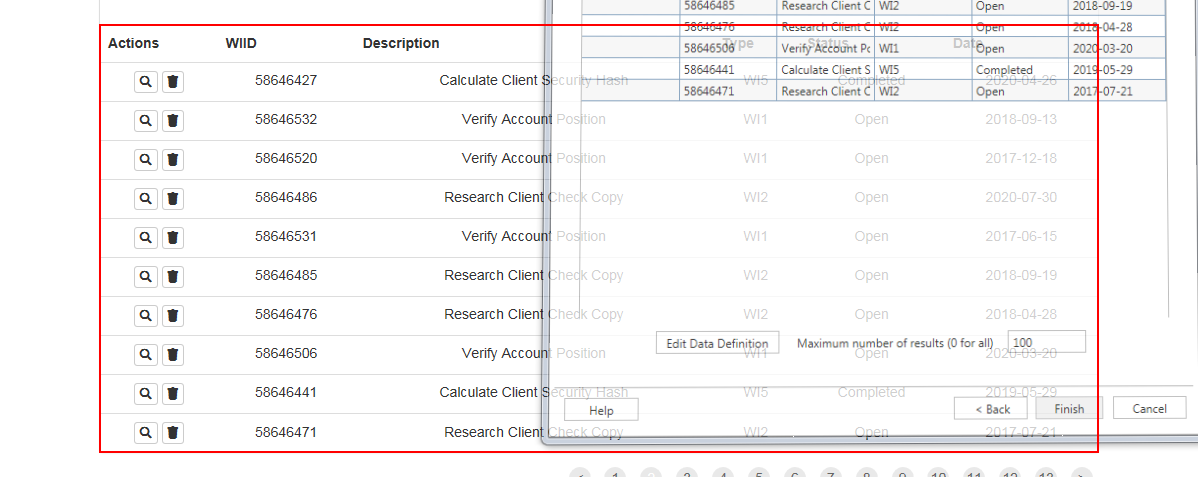 58646485 Research Client C WI2 Open 2018-09-19
58646476 Research Client C WI2 Open 2018-04-28
Actions WIID Description Type Status Date
58646506 Verify Account Pc WI1 Open 2020-03-20
58646441 Calculate Client S WI5 Completed 2019-05-29
58646427 Calculate Client Security Hash WI5 Completed 2020-04-26
58646471 Research Client C WI2 Open 2017-07-21
58646532 Verify Account Position WI1 Open 2018-09-13
58646520 Verify Account Position WI1 Open 2017-12-18
58646486 Research Client Check Copy WI2 Open 2020-07-30
58646531 Verify Account Position WI1 Open 2017-06-15
58646485 Research Client Check Copy WI2 Open 2018-09-19
58646476 Research Client Check Copy WI2 Open 2018-04-28
Edit Data Definition Maximum number of results (0 for all) 100
58646506 Verify Account Position WI1 Open 2020-03-20
58646441 Calculate Client Security Hash WI5 Completed 2019-05-29
Help < Back Finish Cancel
58646471 Research Client Check Copy WI2 Open 2017-07-21
< 1 2 3 4 5 6 7 8 9 10 11 12 13 >